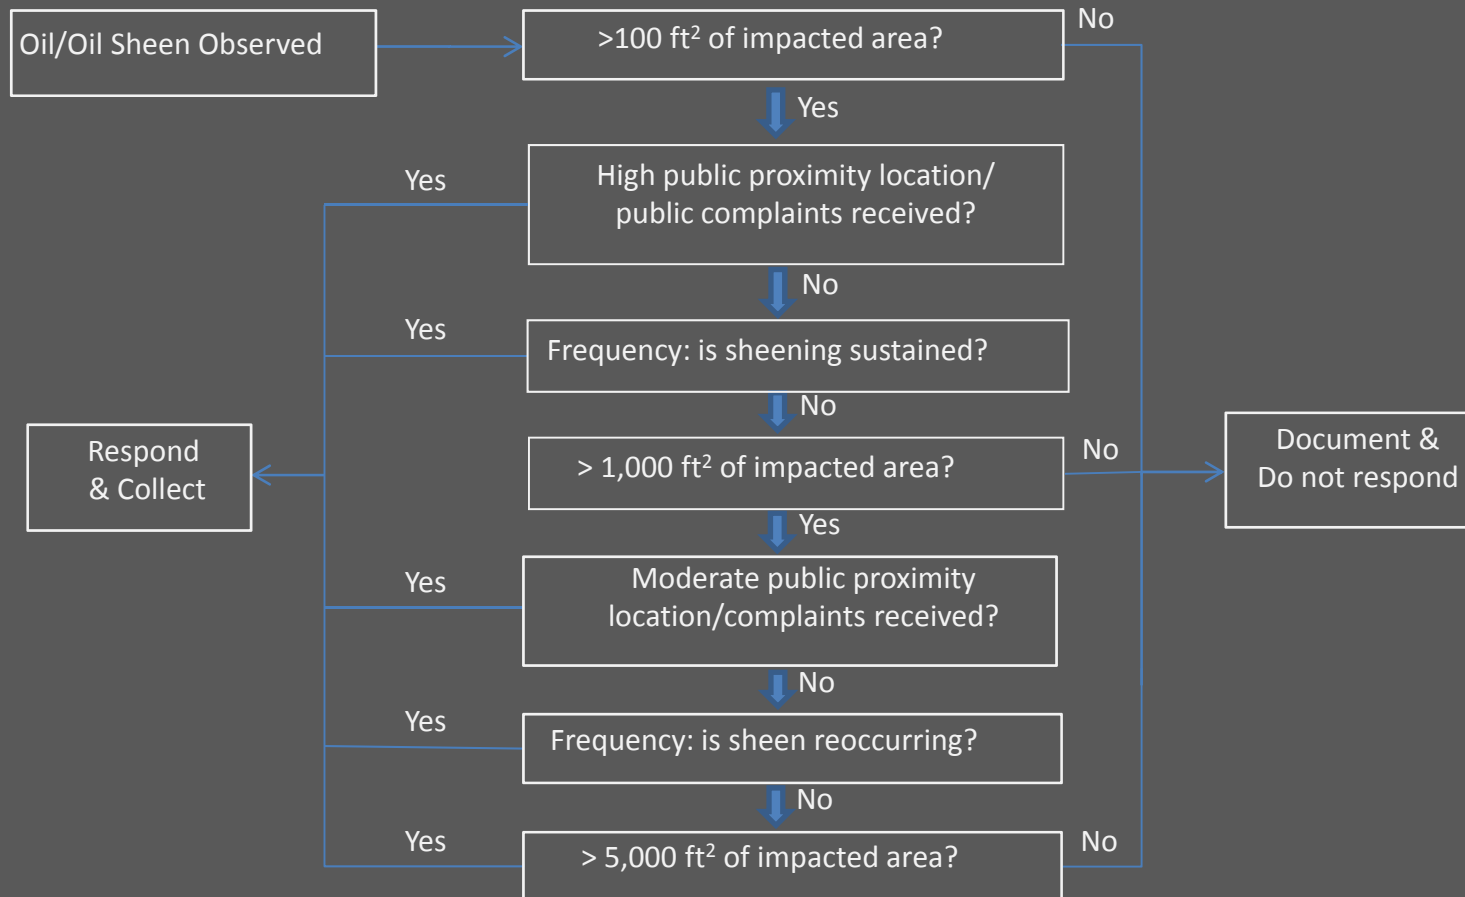 Oil/Oil Sheen Observed
>100 ft² of impacted area?
No
Yes
High public proximity location/
public complaints received?
Yes
No
Frequency: is sheening sustained?
Yes
No
> 1,000 ft² of impacted area?
No
Respond
& Collect
Document &
Do not respond
Yes
Moderate public proximity
location/complaints received?
Yes
No
Frequency: is sheen reoccurring?
Yes
No
> 5,000 ft² of impacted area?
Yes
No